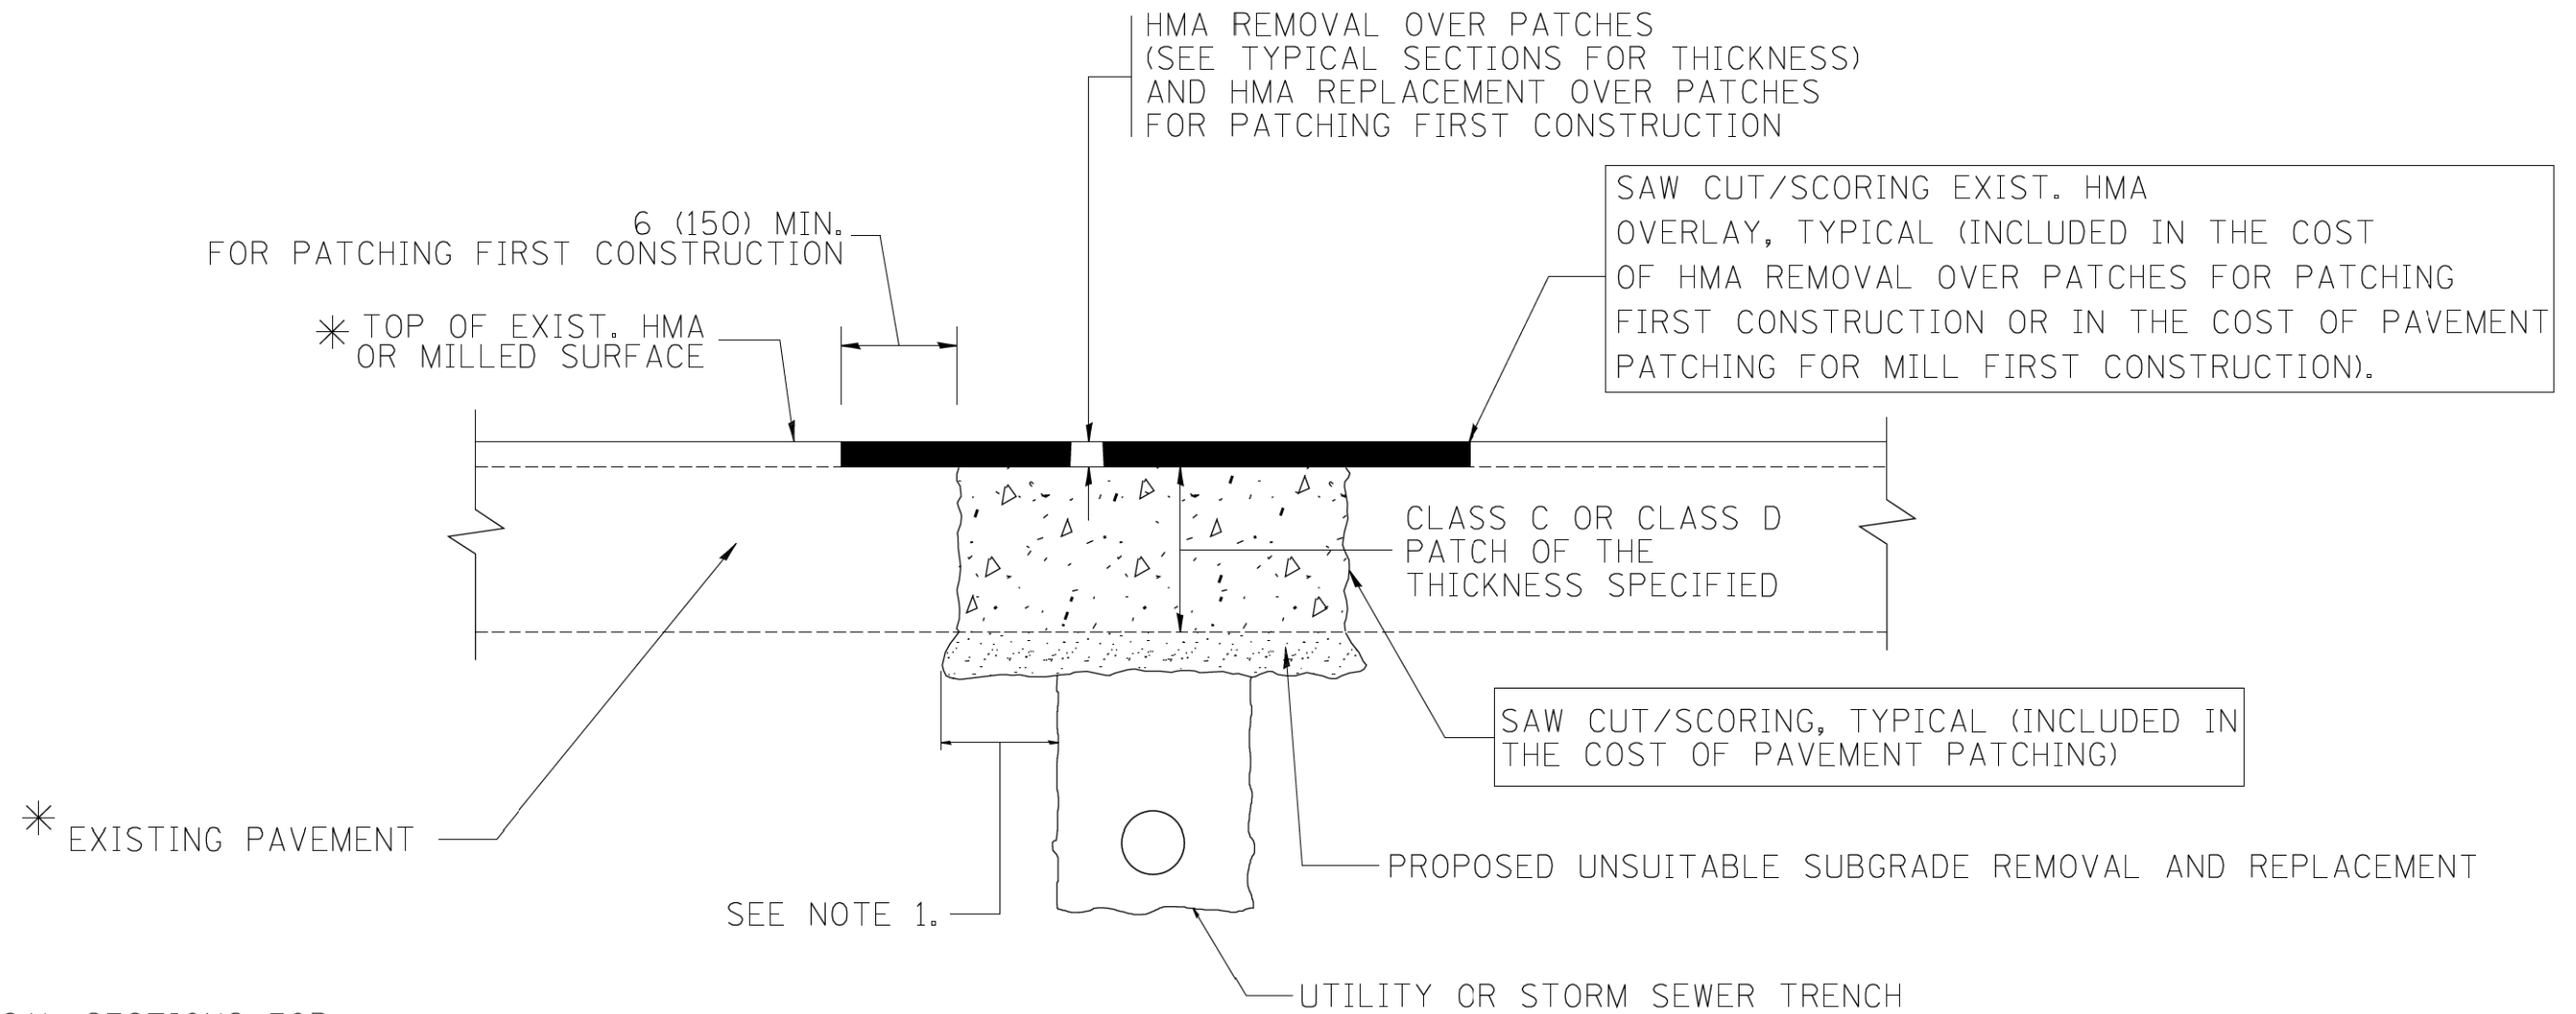 HMA REMOVAL OVER PATCHES
(SEE TYPICAL SECTIONS FOR THICKNESS)
AND HMA REPLACEMENT OVER PATCHES
FOR PATCHING FIRST CONSTRUCTION
SAW CUT/SCORING EXIST. HMA
OVERLAY, TYPICAL (INCLUDED IN THE COST
OF HMA REMOVAL OVER PATCHES FOR PATCHING
FIRST CONSTRUCTION OR IN THE COST OF PAVEMENT
PATCHING FOR MILL FIRST CONSTRUCTION).
6 (150) MIN.
FOR PATCHING FIRST CONSTRUCTION
* TOP OF EXIST. HMA
OR MILLED SURFACE
CLASS C OR CLASS D
PATCH OF THE
THICKNESS SPECIFIED
SAW CUT/SCORING, TYPICAL (INCLUDED IN
THE COST OF PAVEMENT PATCHING)
* EXISTING PAVEMENT
PROPOSED UNSUITABLE SUBGRADE REMOVAL AND REPLACEMENT
SEE NOTE 1.
UTILITY OR STORM SEWER TRENCH